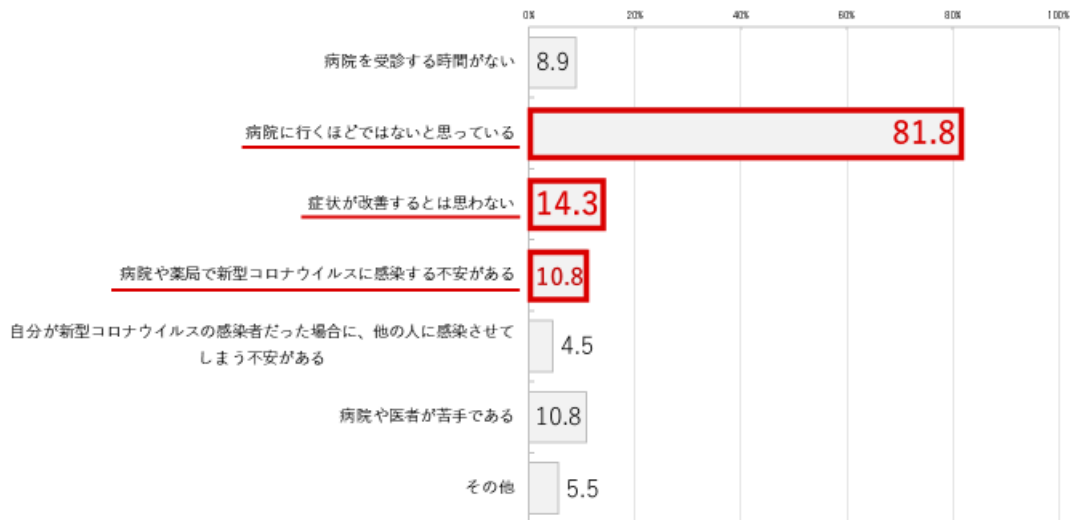 0% 20% 40% 60% 80% 100%
病院を受診する時間がない 8.9
病院に行くほどではないと思っている 81.8
症状が改善するとは思わない 14.3
病院や薬局で新型コロナウイルスに感染する不安がある 10.8
自分が新型コロナウイルスの感染者だった場合に、他の人に感染させて
しまう不安がある 4.5
病院や医者が苦手である 10.8
その他 5.5